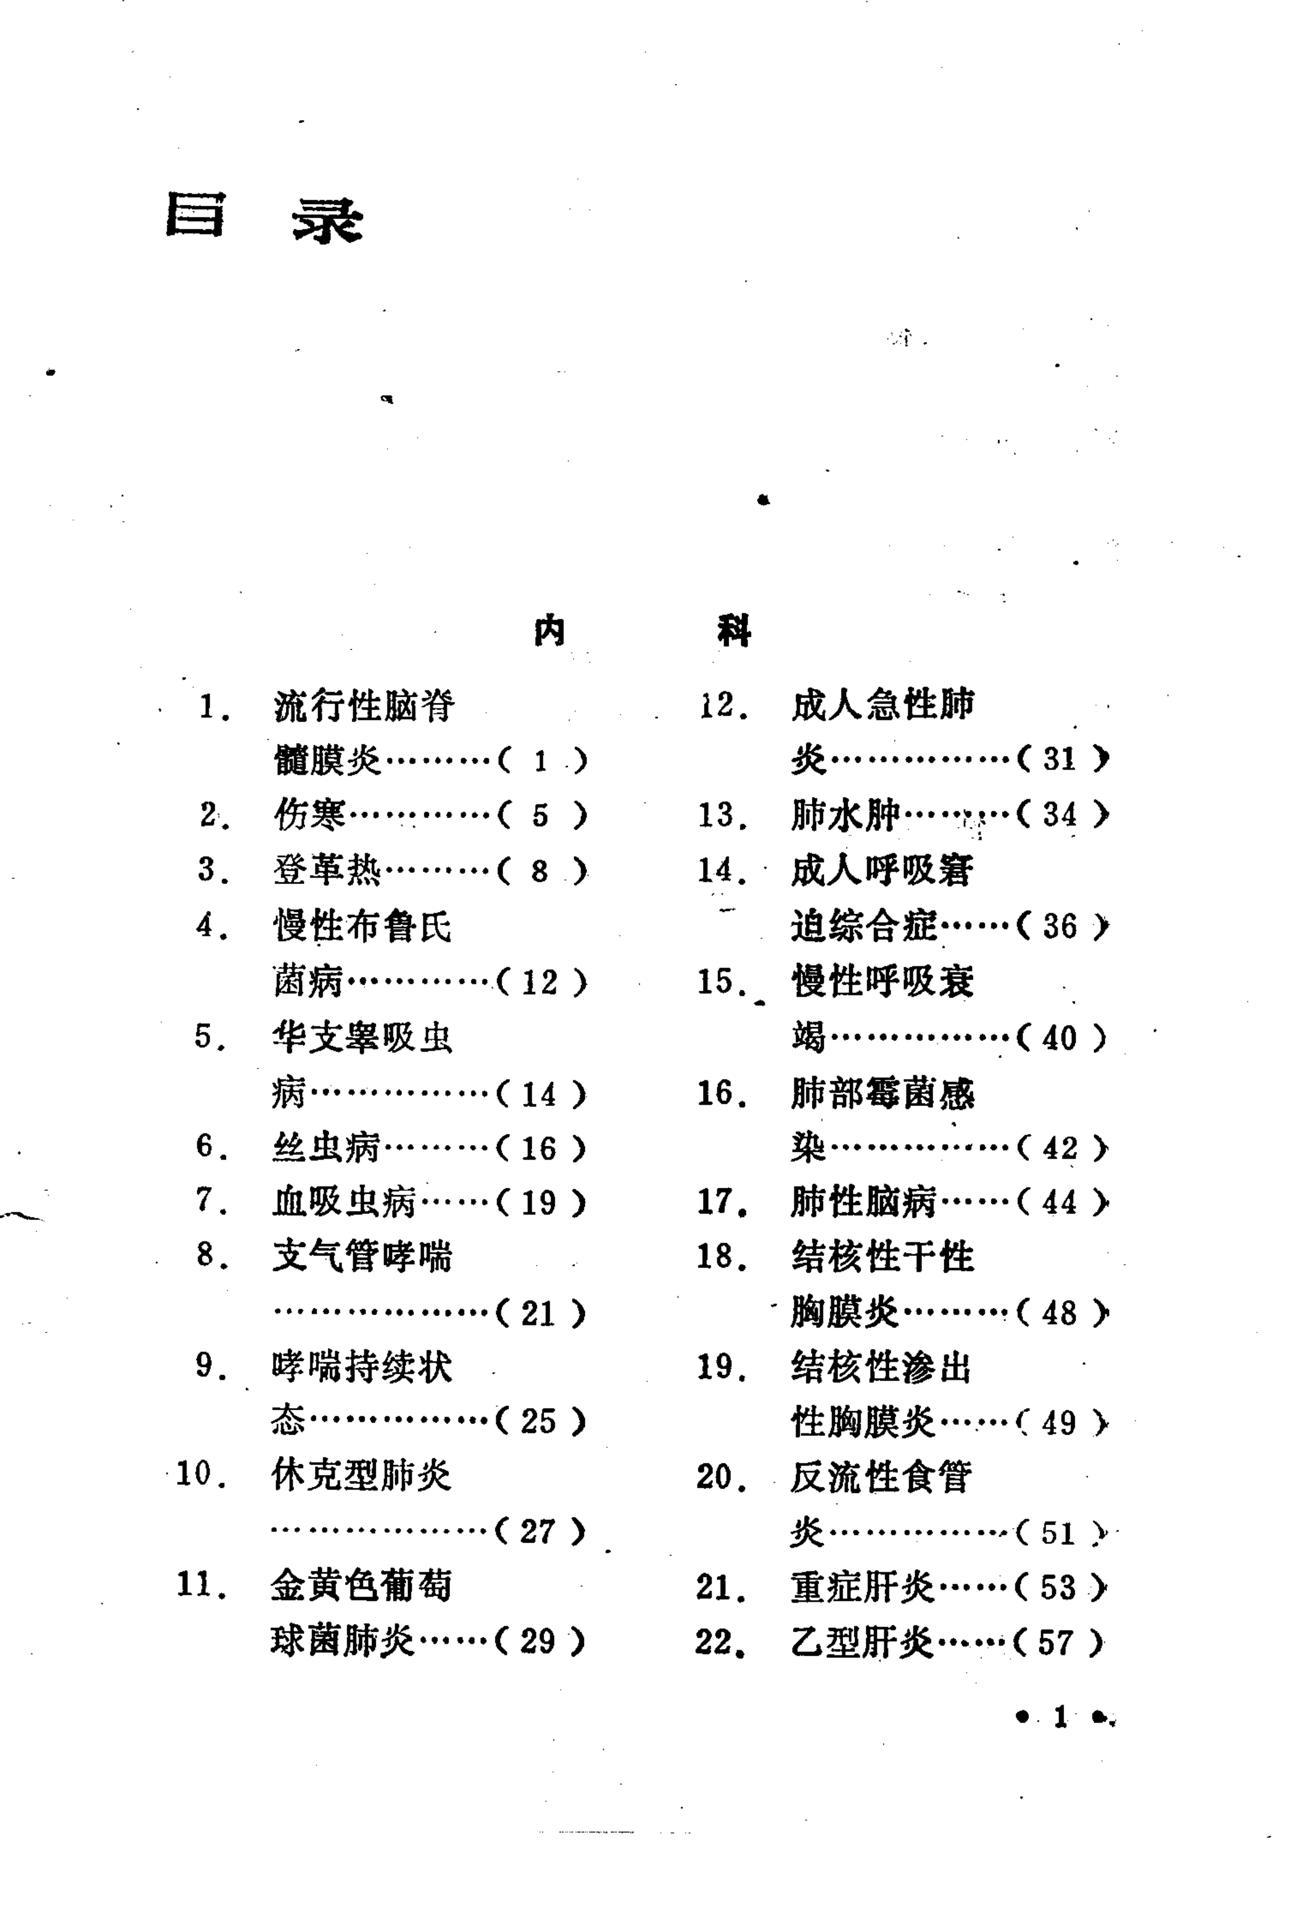 目 录
内 科
1. 流行性脑脊
髓膜炎………( 1 )
2. 伤寒…………( 5 )
3. 登革热………( 8 )
4. 慢性布鲁氏
菌病…………(12 )
5. 华支睾吸虫
病……………(14 )
6. 丝虫病………(16 )
7. 血吸虫病……(19 )
8. 支气管哮喘
………………(21 )
9. 哮喘持续状
态……………(25 )
10. 休克型肺炎
………………(27 )
11. 金黄色葡萄
球菌肺炎……(29 )
12. 成人急性肺
炎……………(31 )
13. 肺水肿………(34 )
14. 成人呼吸窘
迫综合症……(36 )
15. 慢性呼吸衰
竭……………(40 )
16. 肺部霉菌感
染……………(42 )
17. 肺性脑病……(44 )
18. 结核性干性
胸膜炎………(48 )
19. 结核性渗出
性胸膜炎……(49 )
20. 反流性食管
炎……………(51 )
21. 重症肝炎……(53 )
22. 乙型肝炎……(57 )
• 1 •